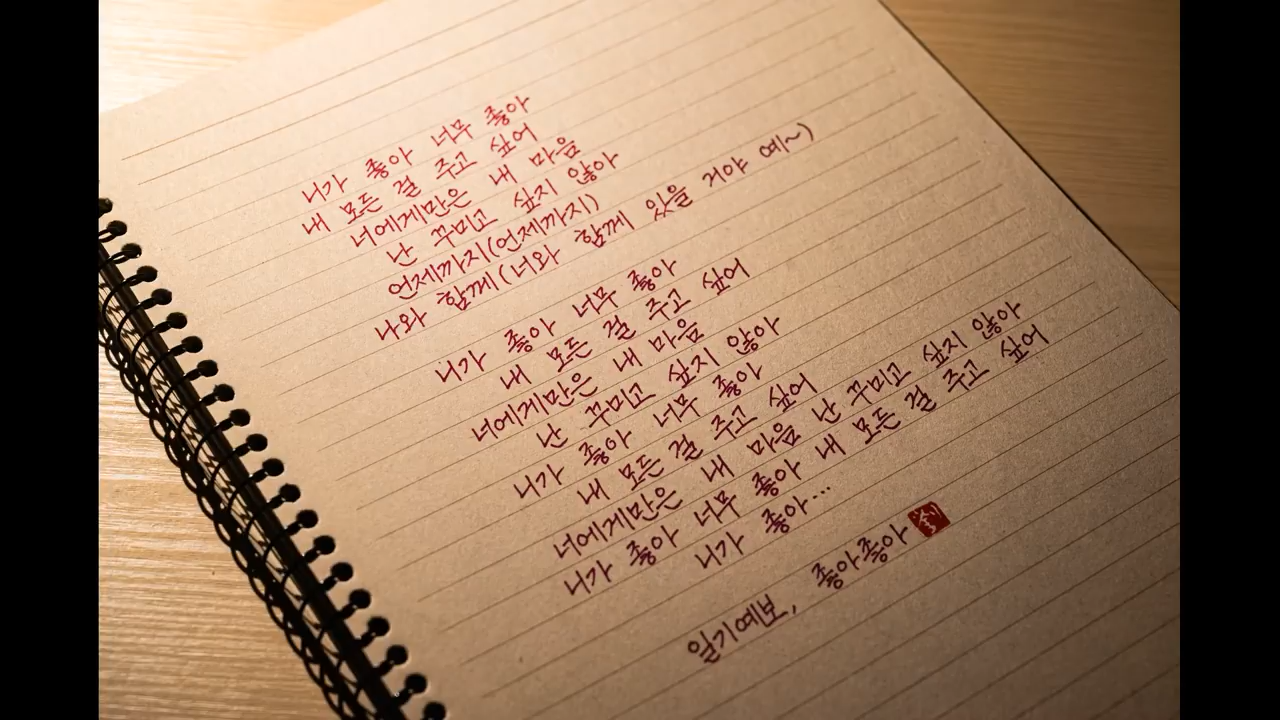 니가 좋아 너무 좋아
내 모든 걸 주고 싶어
너에게만은 내 마음
난 꾸미고 싶지 않아
언제까지(언제까지)
나와 함께(너와 함께 있을 거야 예~)
니가 좋아 너무 좋아
내 모든 걸 주고 싶어
너에게만은 내 마음
난 꾸미고 싶지 않아
니가 좋아 너무 좋아
내 모든 걸 주고 싶어
너에게만은 내 마음 난 꾸미고 싶지 않아
니가 좋아 너무 좋아 내 모든 걸 주고 싶어
니가 좋아...
일기예보, 좋아좋아